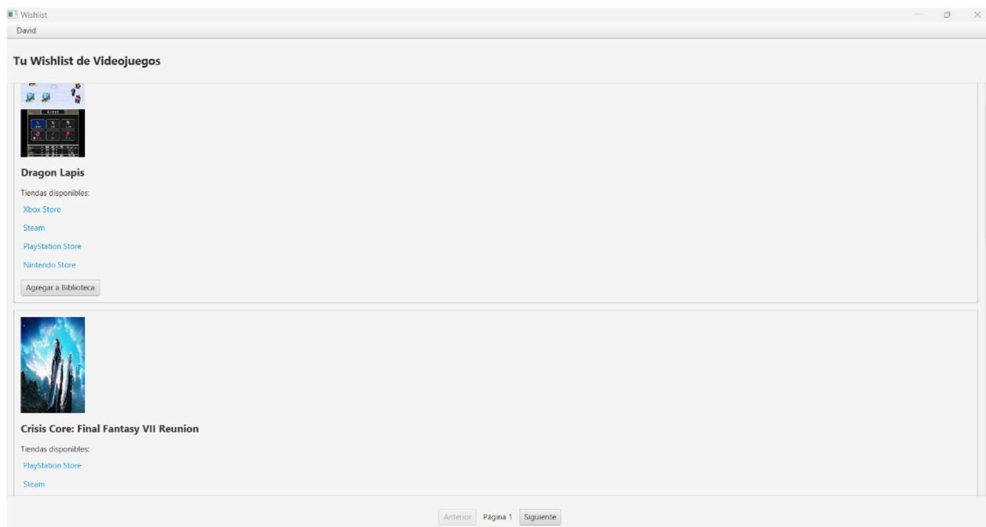 Wishlist
David
Tu Wishlist de Videojuegos
Dragon Lapis
Tiendas disponibles:
Xbox Store
Steam
PlayStation Store
Nintendo Store
Agregar a Biblioteca
Crisis Core: Final Fantasy VII Reunion
Tiendas disponibles:
PlayStation Store
Steam
Anterior Página 1 Siguiente